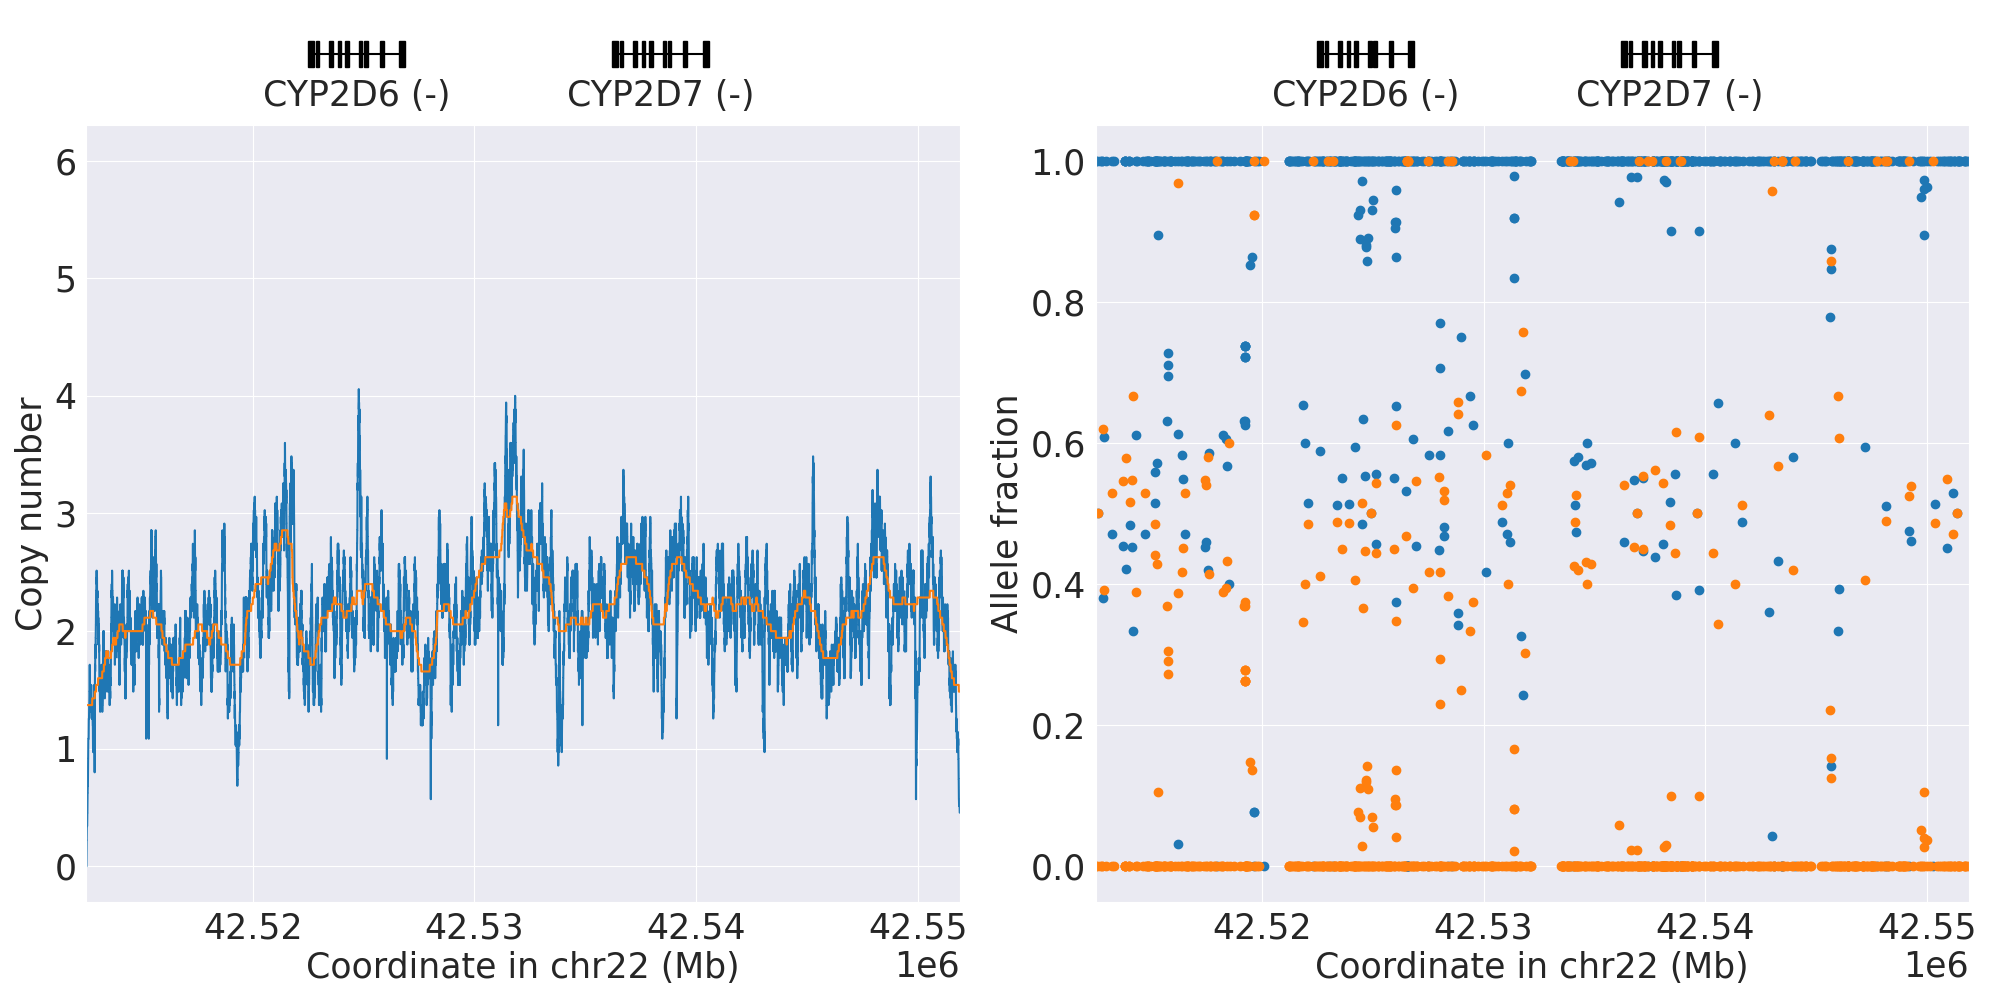 CYP2D6 (-)
CYP2D7 (-)
6
5
4
3
2
1
0
Copy number
42.52
42.53
42.54
42.55
1e6
Coordinate in chr22 (Mb)
CYP2D6 (-)
CYP2D7 (-)
1.0
0.8
0.6
0.4
0.2
0.0
Allele fraction
42.52
42.53
42.54
42.55
1e6
Coordinate in chr22 (Mb)